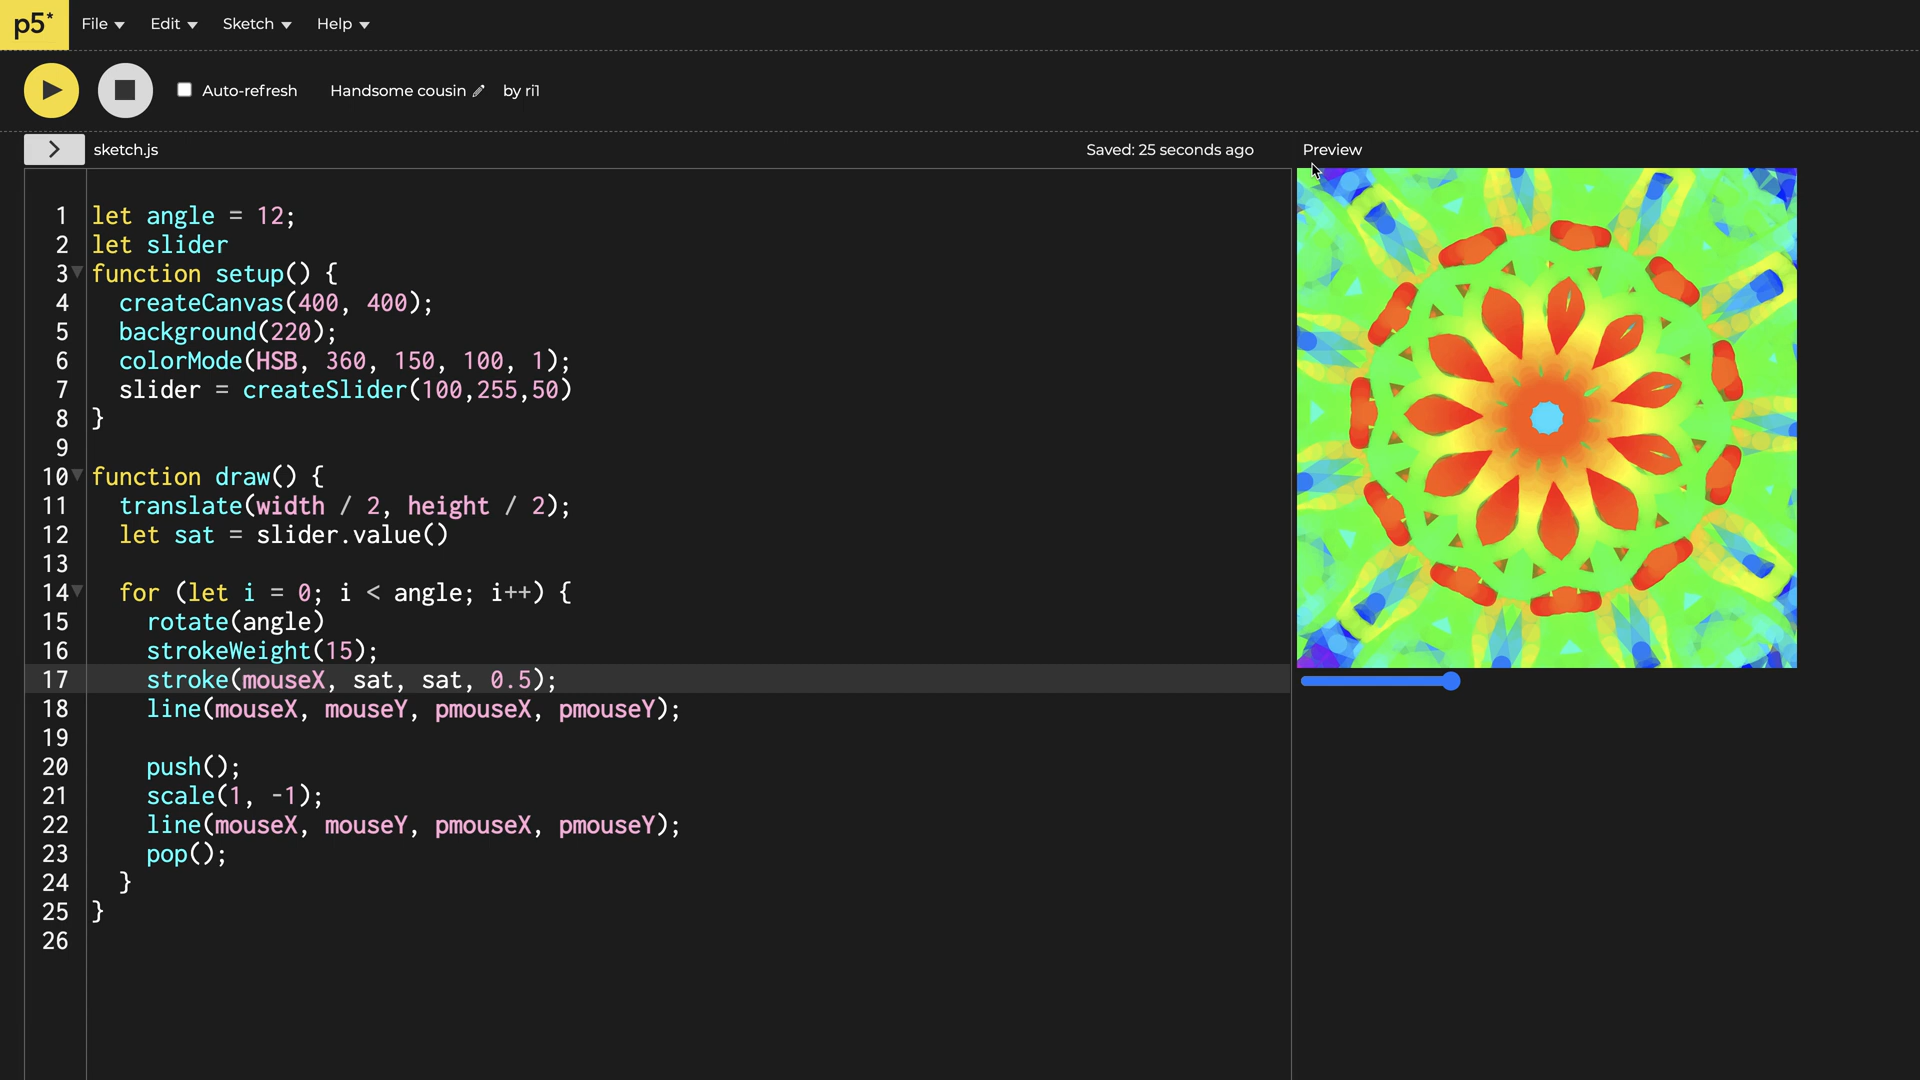 p5* File Edit Sketch Help
Auto-refresh Handsome cousin by ri1
sketch.js Saved: 25 seconds ago Preview
1 let angle = 12;
2 let slider
3 function setup() {
4 createCanvas(400, 400);
5 background(220);
6 colorMode(HSB, 360, 150, 100, 1);
7 slider = createSlider(100,255,50)
8 }
9
10 function draw() {
11 translate(width / 2, height / 2);
12 let sat = slider.value()
13
14 for (let i = 0; i < angle; i++) {
15 rotate(angle)
16 strokeWeight(15);
17 stroke(mouseX, sat, sat, 0.5);
18 line(mouseX, mouseY, pmouseX, pmouseY);
19
20 push();
21 scale(1, -1);
22 line(mouseX, mouseY, pmouseX, pmouseY);
23 pop();
24 }
25 }
26